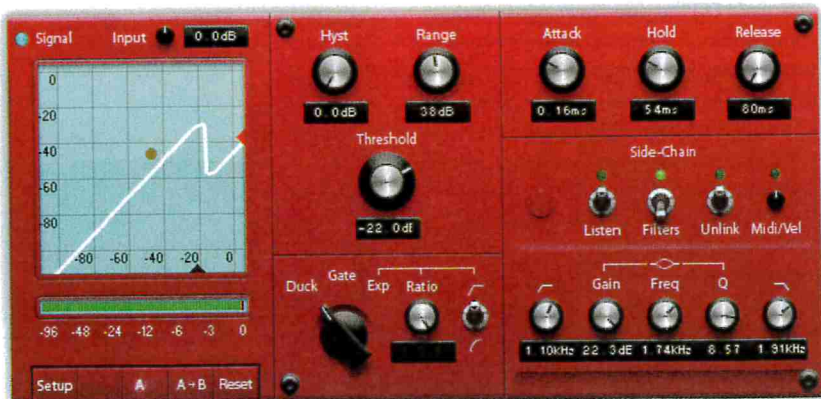 Signal
Input
0.0dB
0
-20
-40
-60
-80
-80 -60 -40 -20 0
-96 -48 -24 -12 -6 -3 0
Setup
A
A→B
Reset
Hyst
Range
0.0dB
38dB
Threshold
-22.0dB
Duck
Gate
Exp
Ratio
Attack
Hold
Release
0.16ms
54ms
80ms
Side-Chain
Listen
Filters
Unlink
Midi/Vel
Gain
Freq
Q
1.10kHz
22.3dB
1.74kHz
8.57
1.91kHz